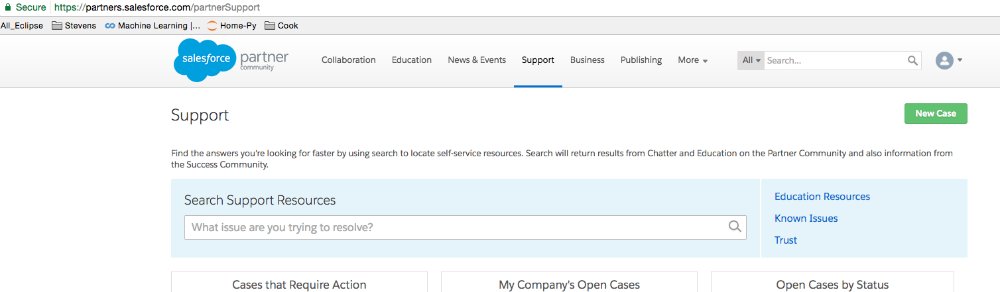 Secure https://partners.salesforce.com/partnerSupport
All_Eclipse Stevens Machine Learning |... Home-Py Cook
salesforce partner community Collaboration Education News & Events Support Business Publishing More All Search...
Support New Case
Find the answers you're looking for faster by using search to locate self-service resources. Search will return results from Chatter and Education on the Partner Community and also information from
the Success Community.
Search Support Resources
What issue are you trying to resolve?
Education Resources
Known Issues
Trust
Cases that Require Action My Company's Open Cases Open Cases by Status